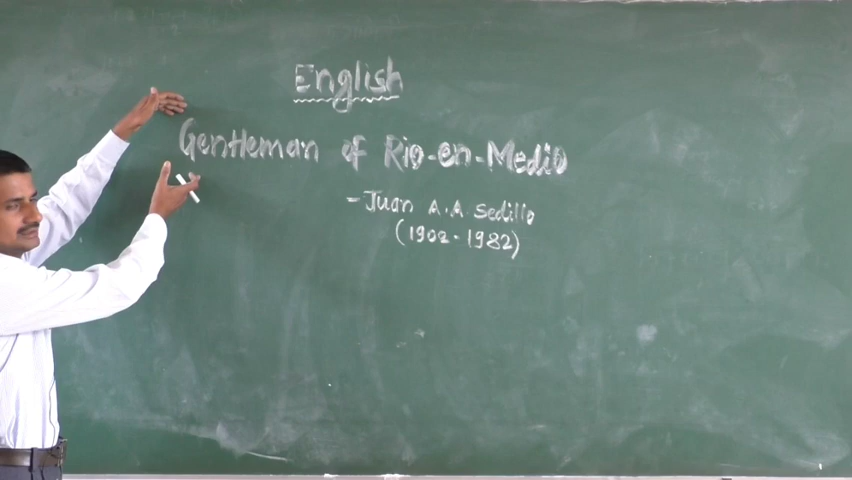 English
Gentleman of Rio-en-Medio
- Juan A.A. Sedillo
(1902 - 1982)